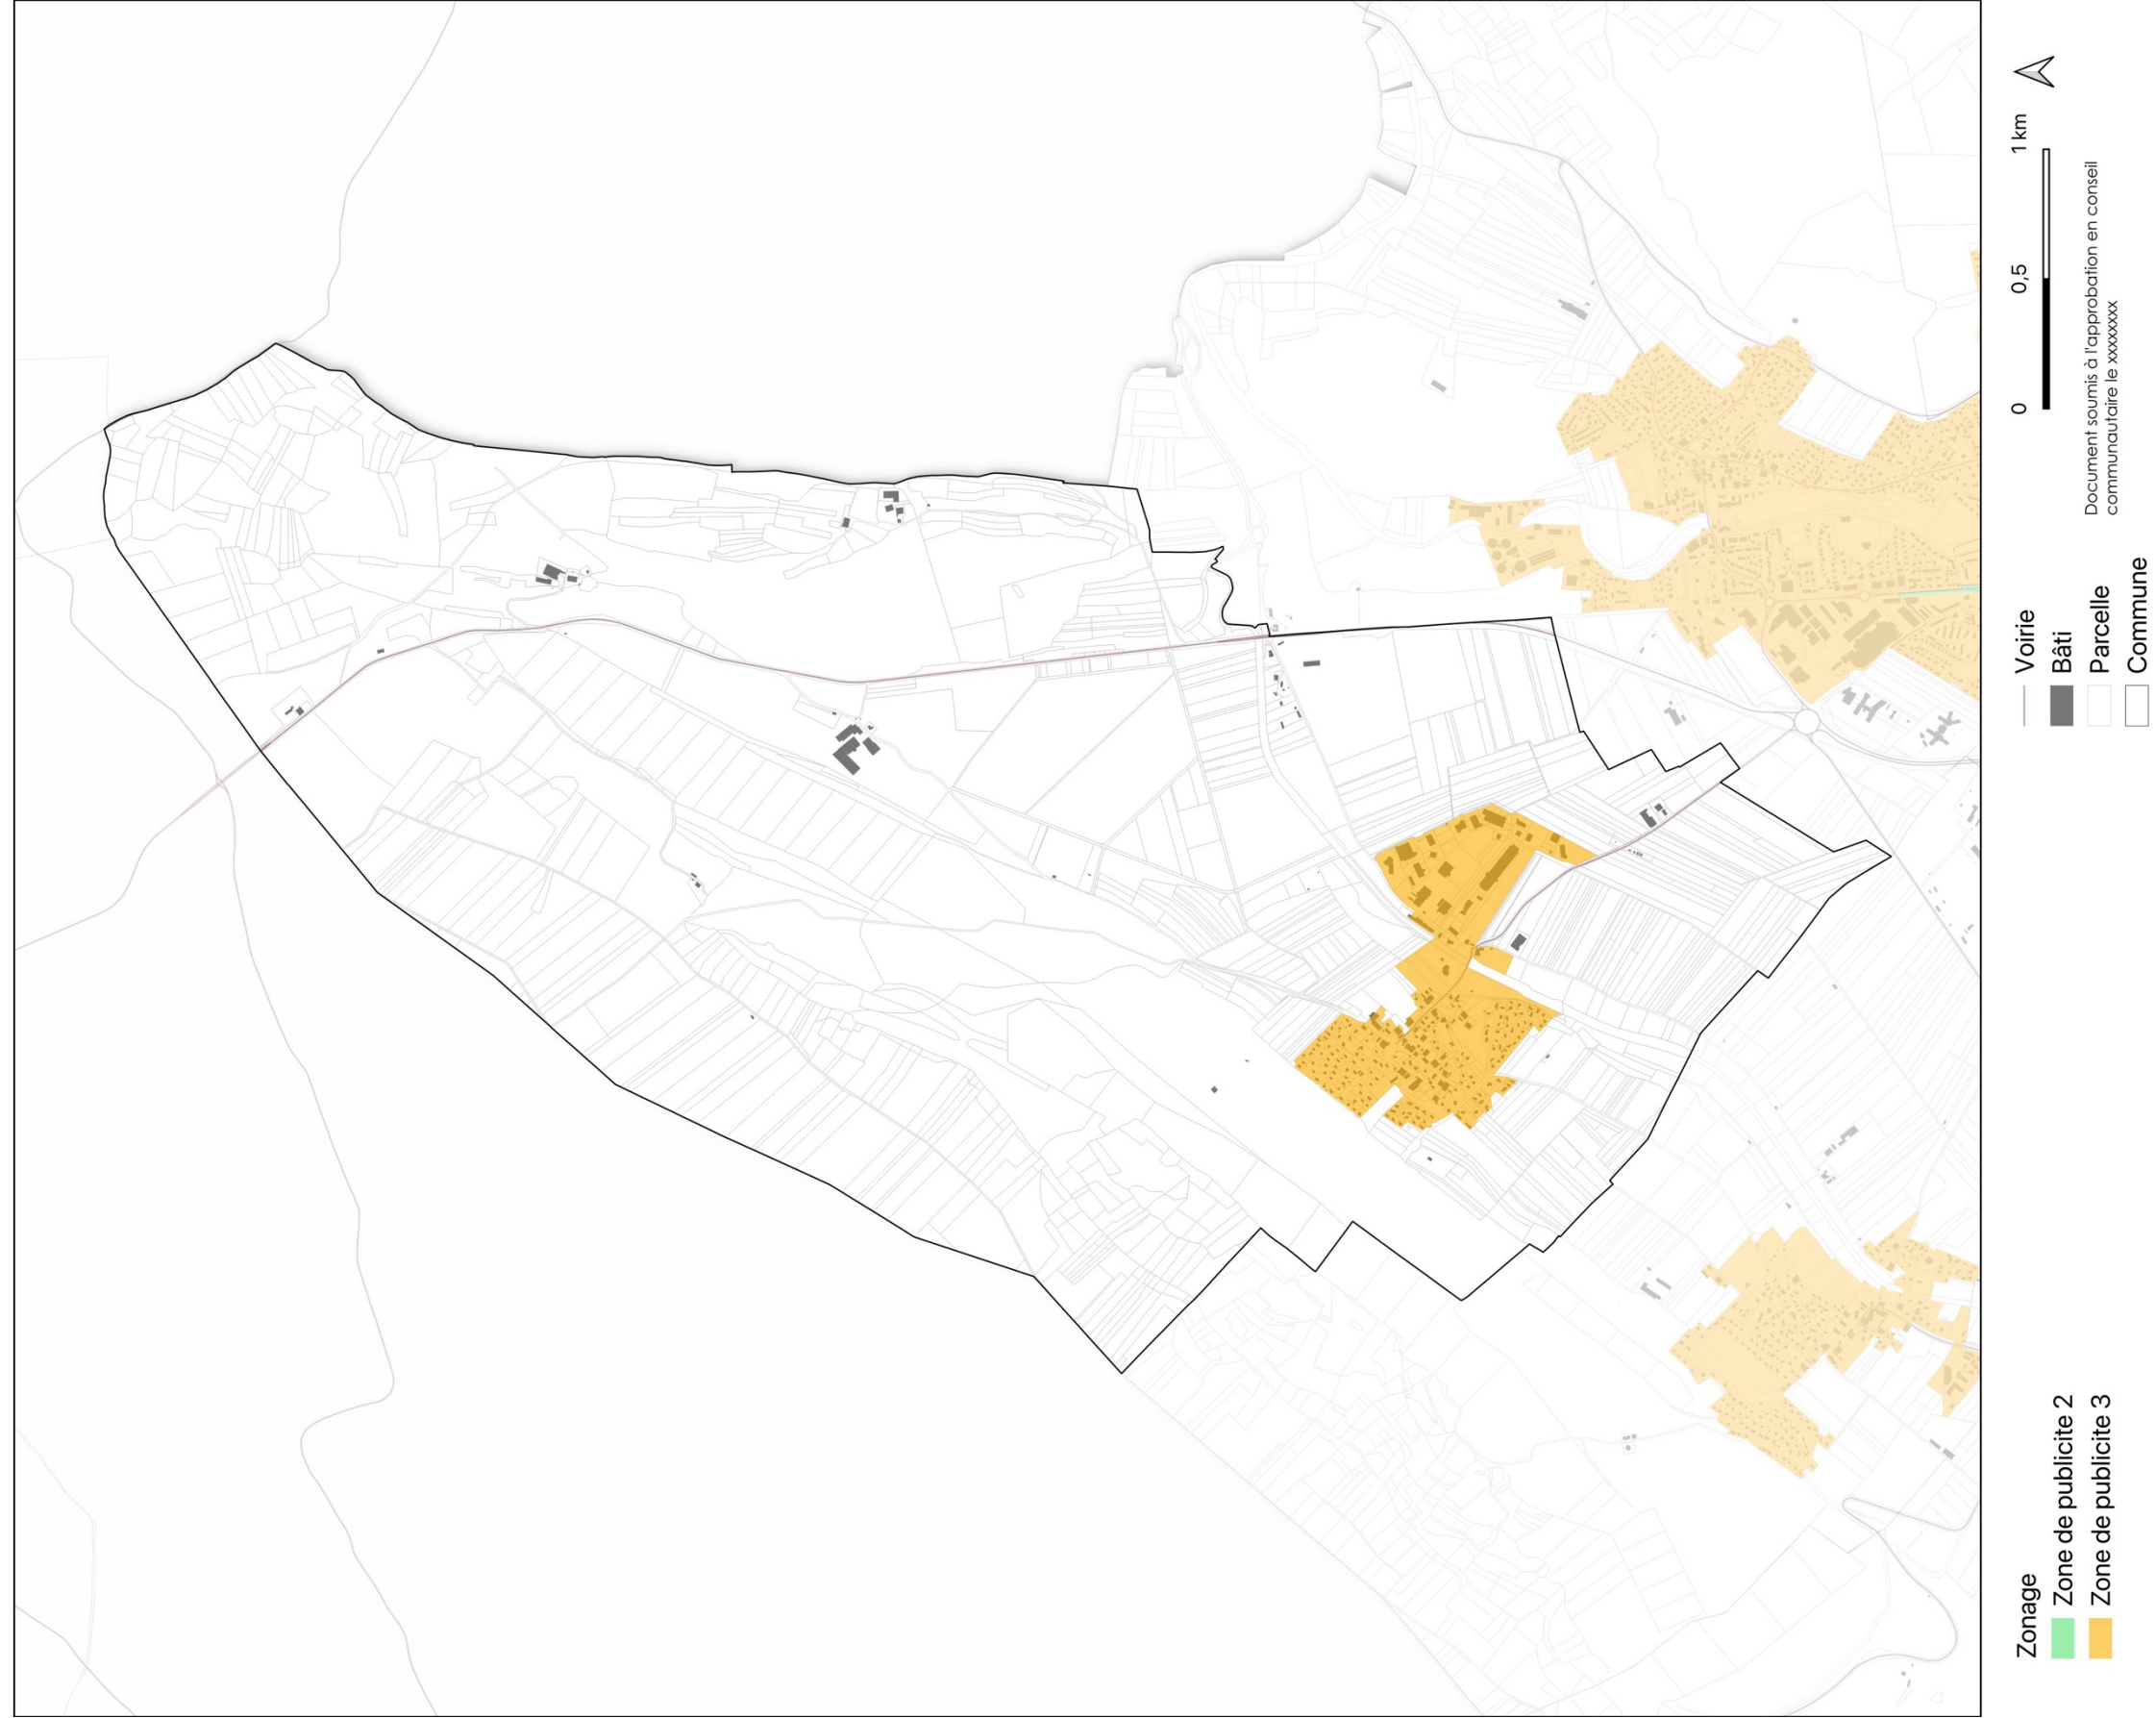 Zonage
Zone de publicite 2
Zone de publicite 3
Voirie
Bâti
Parcelle
Commune
0
0,5
1 km
Document soumis à l'approbation en conseil
communautaire le xxxxxxxx